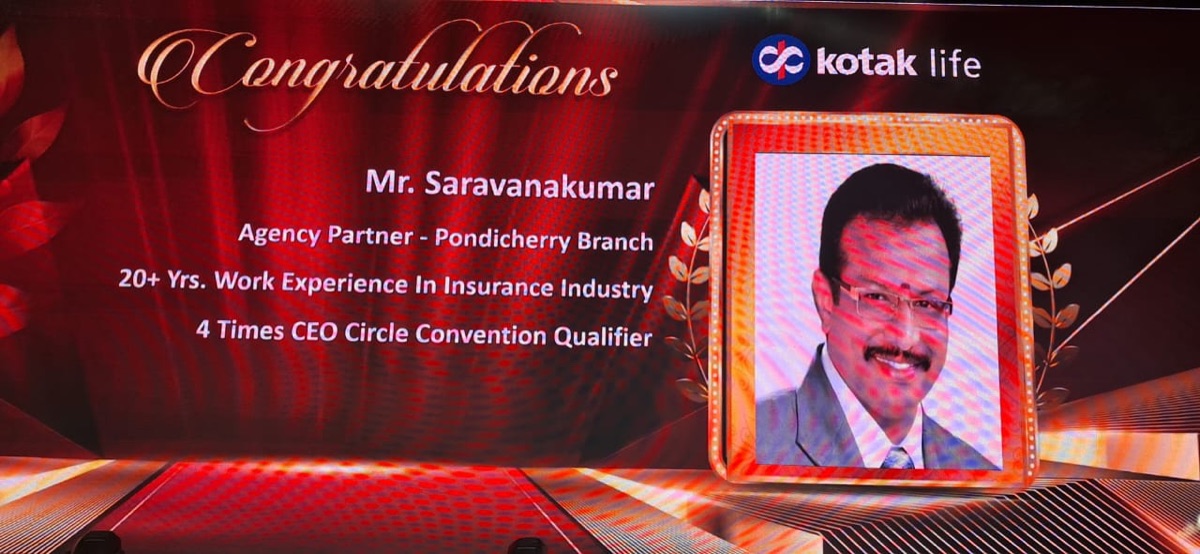 Congratulations
kotak life
Mr. Saravanakumar
Agency Partner - Pondicherry Branch
20+ Yrs. Work Experience In Insurance Industry
4 Times CEO Circle Convention Qualifier